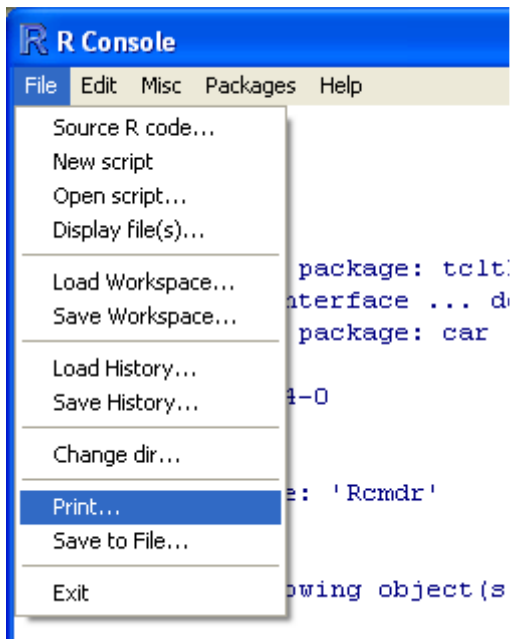 R Console
File Edit Misc Packages Help
Source R code...
New script
Open script...
Display file(s)...
package: tclt
Load Workspace...
nterface ... d
Save Workspace...
package: car
Load History...
Save History...
4-0
Change dir...
Print...
e: 'Rcmdr'
Save to File...
Exit
owing object(s